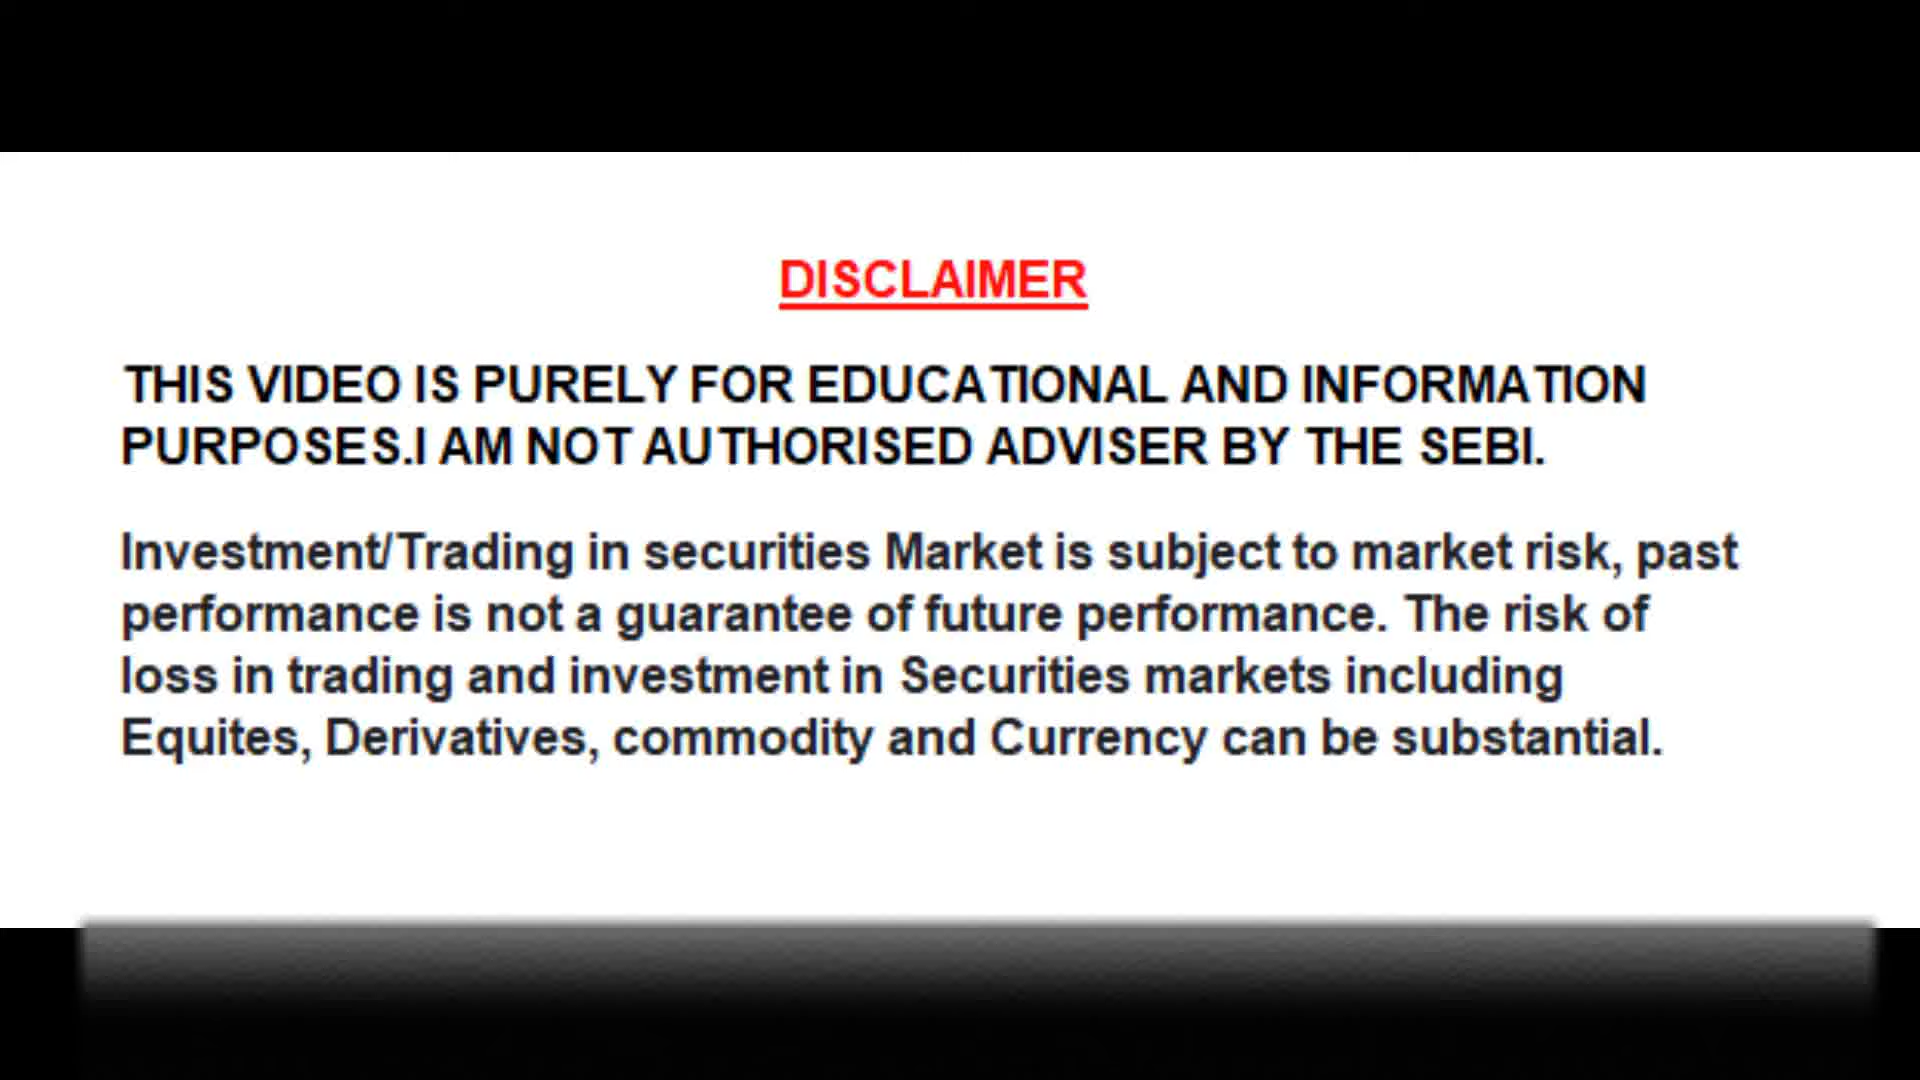 DISCLAIMER
THIS VIDEO IS PURELY FOR EDUCATIONAL AND INFORMATION
PURPOSES.I AM NOT AUTHORISED ADVISER BY THE SEBI.
Investment/Trading in securities Market is subject to market risk, past
performance is not a guarantee of future performance. The risk of
loss in trading and investment in Securities markets including
Equites, Derivatives, commodity and Currency can be substantial.